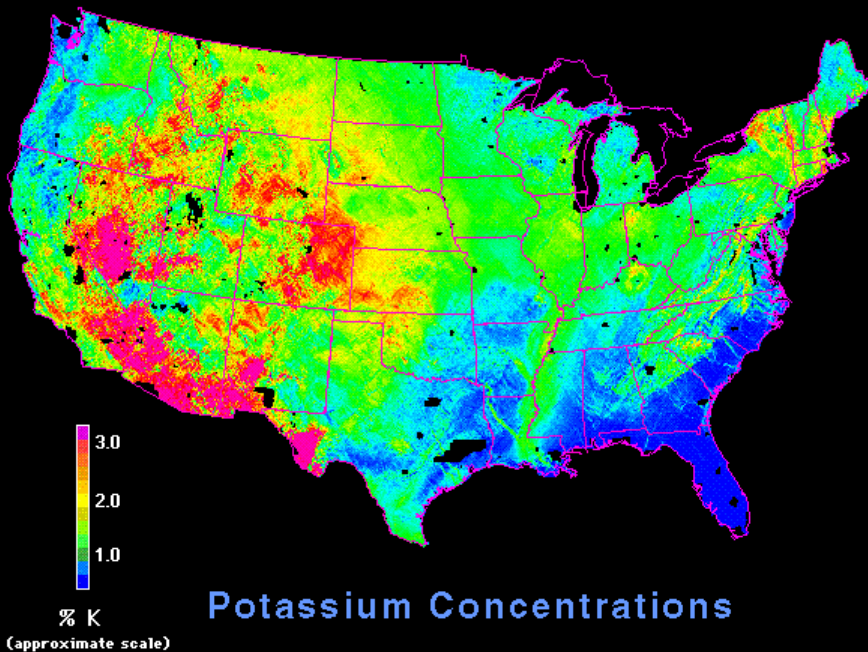 3.0
2.0
1.0
% K
(approximate scale)
Potassium Concentrations